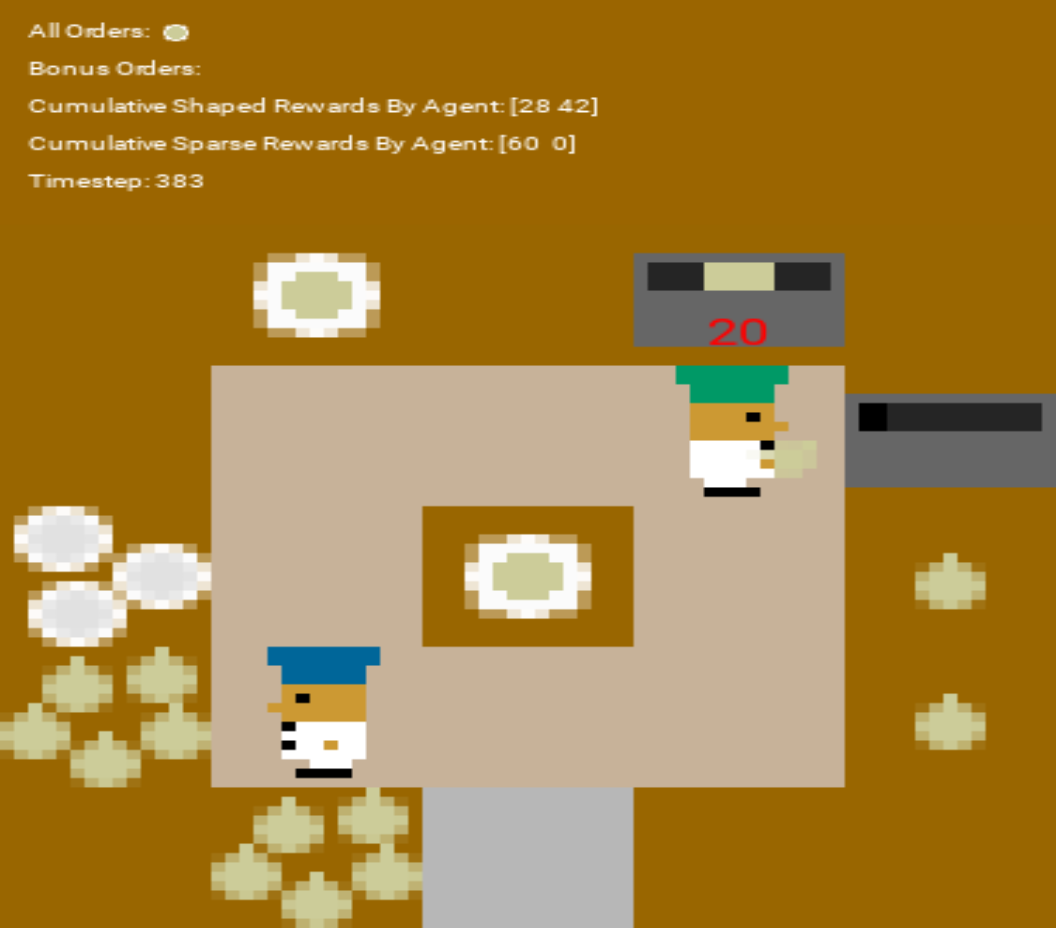 All Orders:
Bonus Orders:
Cumulative Shaped Rewards By Agent: [28 42]
Cumulative Sparse Rewards By Agent: [60  0]
Timestep: 383
20